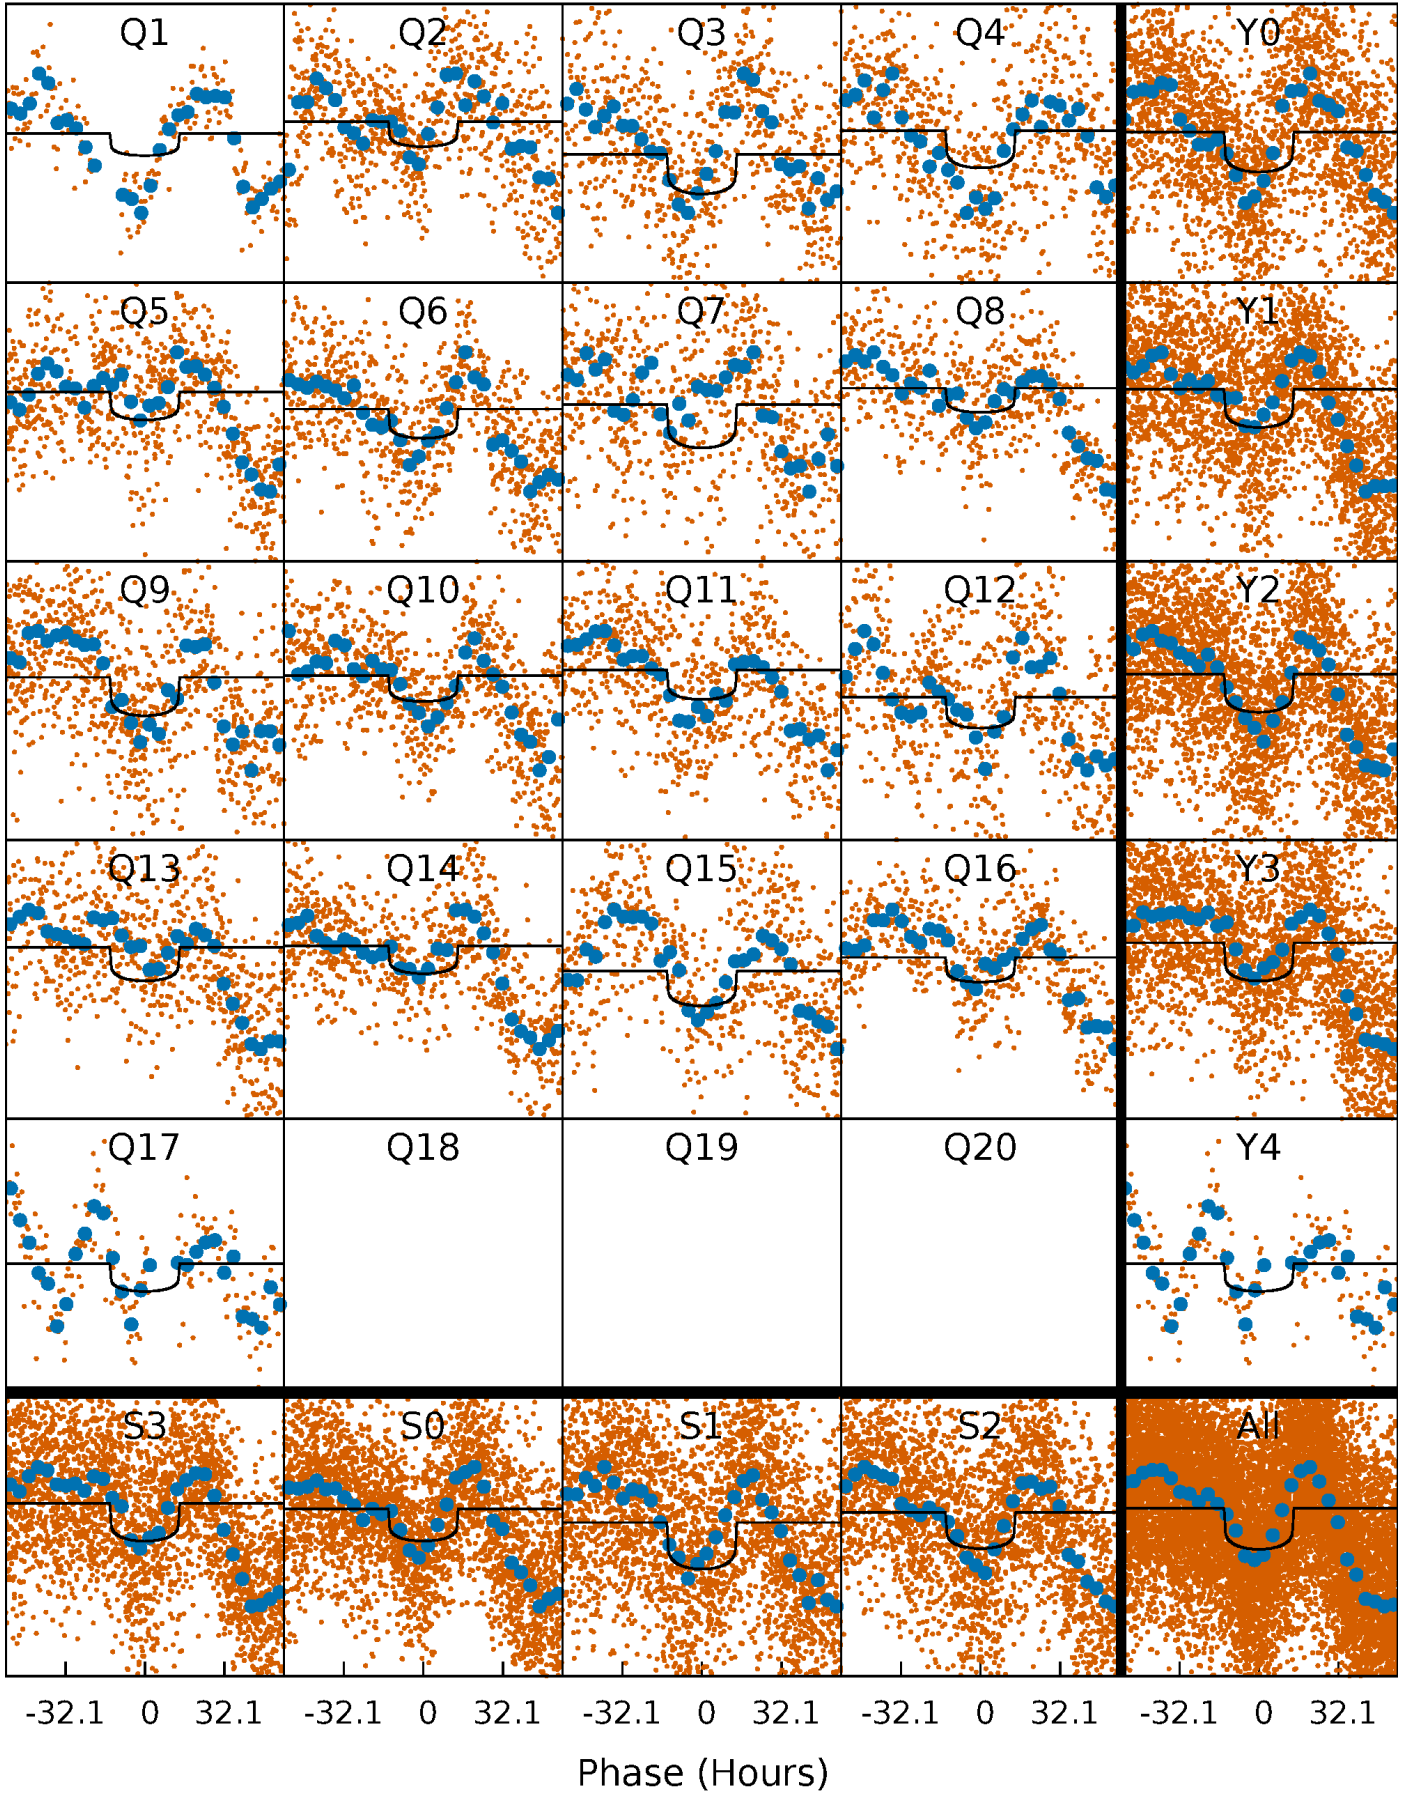 Q1 Q2 Q3 Q4 Y0
Q5 Q6 Q7 Q8 Y1
Q9 Q10 Q11 Q12 Y2
Q13 Q14 Q15 Q16 Y3
Q17 Q18 Q19 Q20 Y4
S3 S0 S1 S2 All
-32.1 0 32.1 -32.1 0 32.1 -32.1 0 32.1 -32.1 0 32.1 -32.1 0 32.1
Phase (Hours)